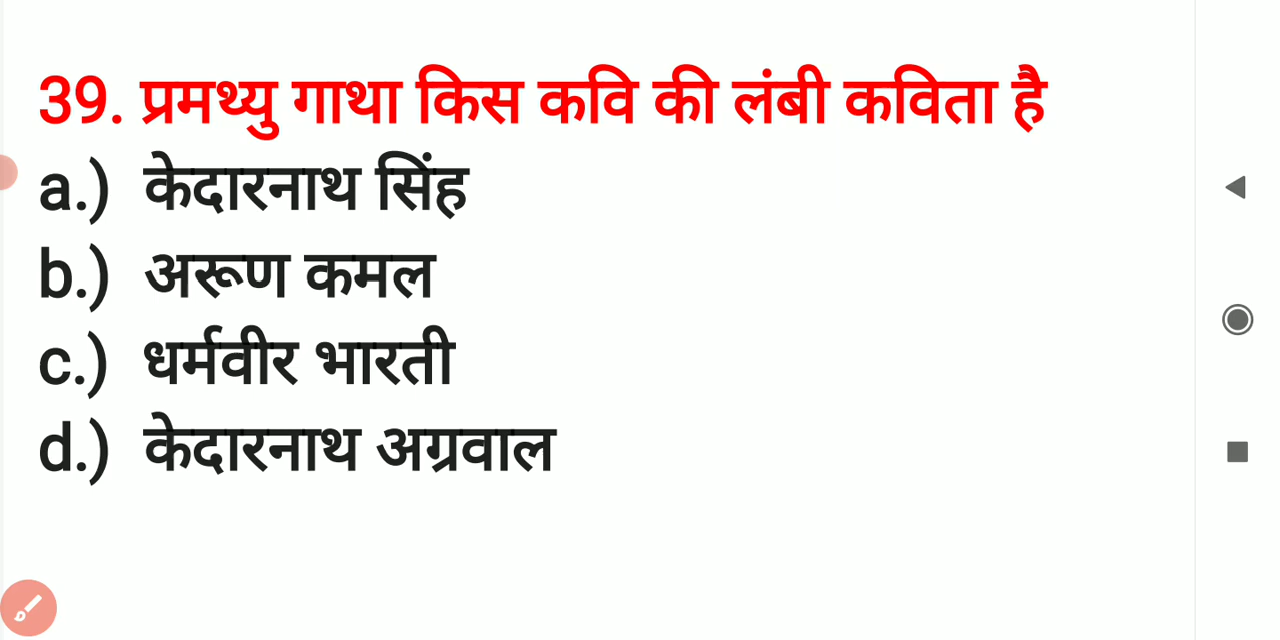 39. प्रमथ्यु गाथा किस कवि की लंबी कविता है
a.) केदारनाथ सिंह
b.) अरूण कमल
c.) धर्मवीर भारती
d.) केदारनाथ अग्रवाल